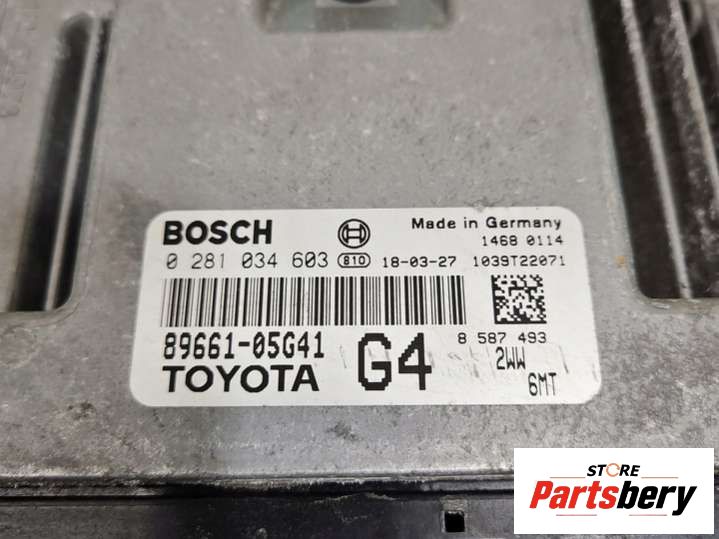 BOSCH Made in Germany
1468 0114
0 281 034 603 810 18-03-27 1039T22071
89661-05G41 8 587 493
TOYOTA G4 2WW
6MT
STORE
Partsbery